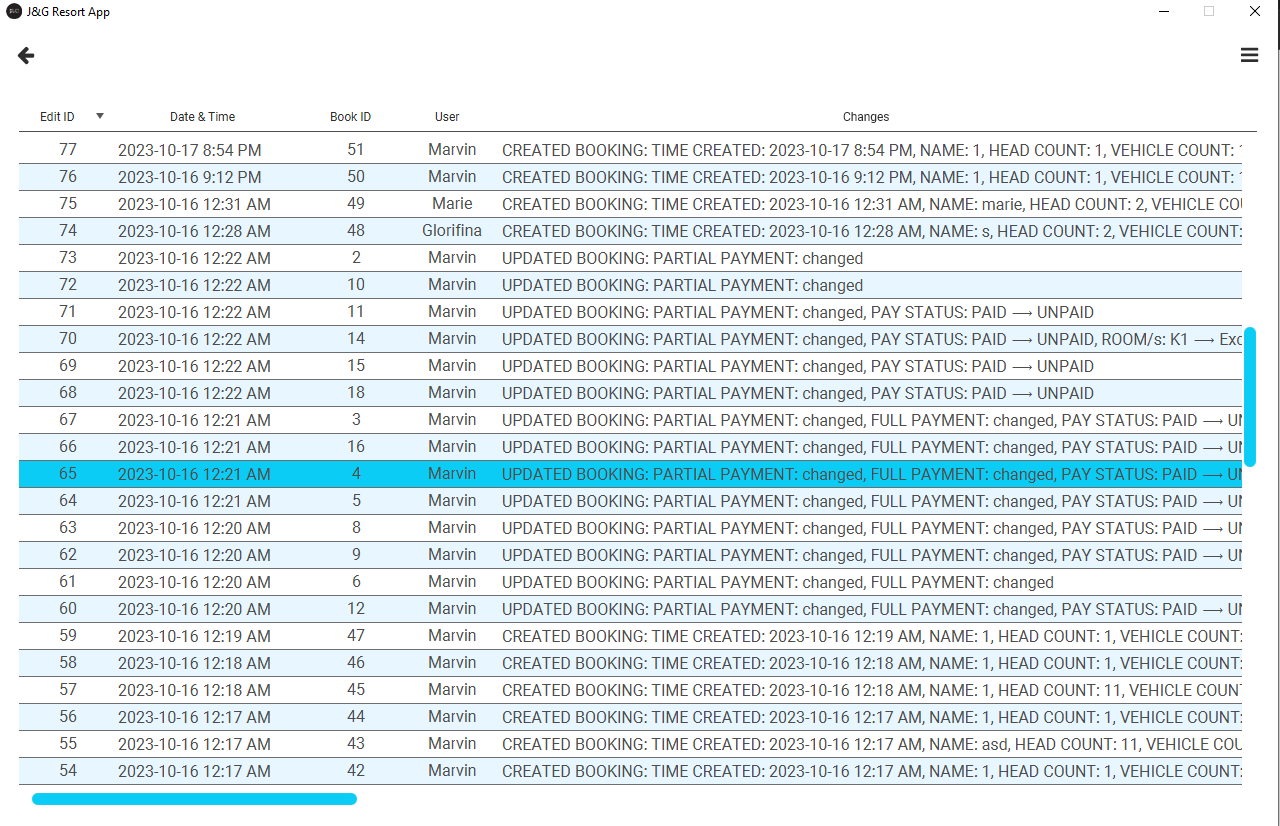 J&G Resort App
Edit ID Date & Time Book ID User Changes
77 2023-10-17 8:54 PM 51 Marvin CREATED BOOKING: TIME CREATED: 2023-10-17 8:54 PM, NAME: 1, HEAD COUNT: 1, VEHICLE COUNT:
76 2023-10-16 9:12 PM 50 Marvin CREATED BOOKING: TIME CREATED: 2023-10-16 9:12 PM, NAME: 1, HEAD COUNT: 1, VEHICLE COUNT:
75 2023-10-16 12:31 AM 49 Marie CREATED BOOKING: TIME CREATED: 2023-10-16 12:31 AM, NAME: marie, HEAD COUNT: 2, VEHICLE COU
74 2023-10-16 12:28 AM 48 Glorifina CREATED BOOKING: TIME CREATED: 2023-10-16 12:28 AM, NAME: s, HEAD COUNT: 2, VEHICLE COUNT:
73 2023-10-16 12:22 AM 2 Marvin UPDATED BOOKING: PARTIAL PAYMENT: changed
72 2023-10-16 12:22 AM 10 Marvin UPDATED BOOKING: PARTIAL PAYMENT: changed
71 2023-10-16 12:22 AM 11 Marvin UPDATED BOOKING: PARTIAL PAYMENT: changed, PAY STATUS: PAID ⟶ UNPAID
70 2023-10-16 12:22 AM 14 Marvin UPDATED BOOKING: PARTIAL PAYMENT: changed, PAY STATUS: PAID ⟶ UNPAID, ROOM/s: K1 ⟶ Exc
69 2023-10-16 12:22 AM 15 Marvin UPDATED BOOKING: PARTIAL PAYMENT: changed, PAY STATUS: PAID ⟶ UNPAID
68 2023-10-16 12:22 AM 18 Marvin UPDATED BOOKING: PARTIAL PAYMENT: changed, PAY STATUS: PAID ⟶ UNPAID
67 2023-10-16 12:21 AM 3 Marvin UPDATED BOOKING: PARTIAL PAYMENT: changed, FULL PAYMENT: changed, PAY STATUS: PAID ⟶ UN
66 2023-10-16 12:21 AM 16 Marvin UPDATED BOOKING: PARTIAL PAYMENT: changed, FULL PAYMENT: changed, PAY STATUS: PAID ⟶ UN
65 2023-10-16 12:21 AM 4 Marvin UPDATED BOOKING: PARTIAL PAYMENT: changed, FULL PAYMENT: changed, PAY STATUS: PAID ⟶ UN
64 2023-10-16 12:21 AM 5 Marvin UPDATED BOOKING: PARTIAL PAYMENT: changed, FULL PAYMENT: changed, PAY STATUS: PAID ⟶ UN
63 2023-10-16 12:20 AM 8 Marvin UPDATED BOOKING: PARTIAL PAYMENT: changed, FULL PAYMENT: changed, PAY STATUS: PAID ⟶ UN
62 2023-10-16 12:20 AM 9 Marvin UPDATED BOOKING: PARTIAL PAYMENT: changed, FULL PAYMENT: changed, PAY STATUS: PAID ⟶ UN
61 2023-10-16 12:20 AM 6 Marvin UPDATED BOOKING: PARTIAL PAYMENT: changed, FULL PAYMENT: changed
60 2023-10-16 12:20 AM 12 Marvin UPDATED BOOKING: PARTIAL PAYMENT: changed, FULL PAYMENT: changed, PAY STATUS: PAID ⟶ UN
59 2023-10-16 12:19 AM 47 Marvin CREATED BOOKING: TIME CREATED: 2023-10-16 12:19 AM, NAME: 1, HEAD COUNT: 1, VEHICLE COUNT:
58 2023-10-16 12:18 AM 46 Marvin CREATED BOOKING: TIME CREATED: 2023-10-16 12:18 AM, NAME: 1, HEAD COUNT: 1, VEHICLE COUNT:
57 2023-10-16 12:18 AM 45 Marvin CREATED BOOKING: TIME CREATED: 2023-10-16 12:18 AM, NAME: 1, HEAD COUNT: 11, VEHICLE COUNT
56 2023-10-16 12:17 AM 44 Marvin CREATED BOOKING: TIME CREATED: 2023-10-16 12:17 AM, NAME: 1, HEAD COUNT: 1, VEHICLE COUNT:
55 2023-10-16 12:17 AM 43 Marvin CREATED BOOKING: TIME CREATED: 2023-10-16 12:17 AM, NAME: asd, HEAD COUNT: 11, VEHICLE COU
54 2023-10-16 12:17 AM 42 Marvin CREATED BOOKING: TIME CREATED: 2023-10-16 12:17 AM, NAME: 1, HEAD COUNT: 1, VEHICLE COUNT: